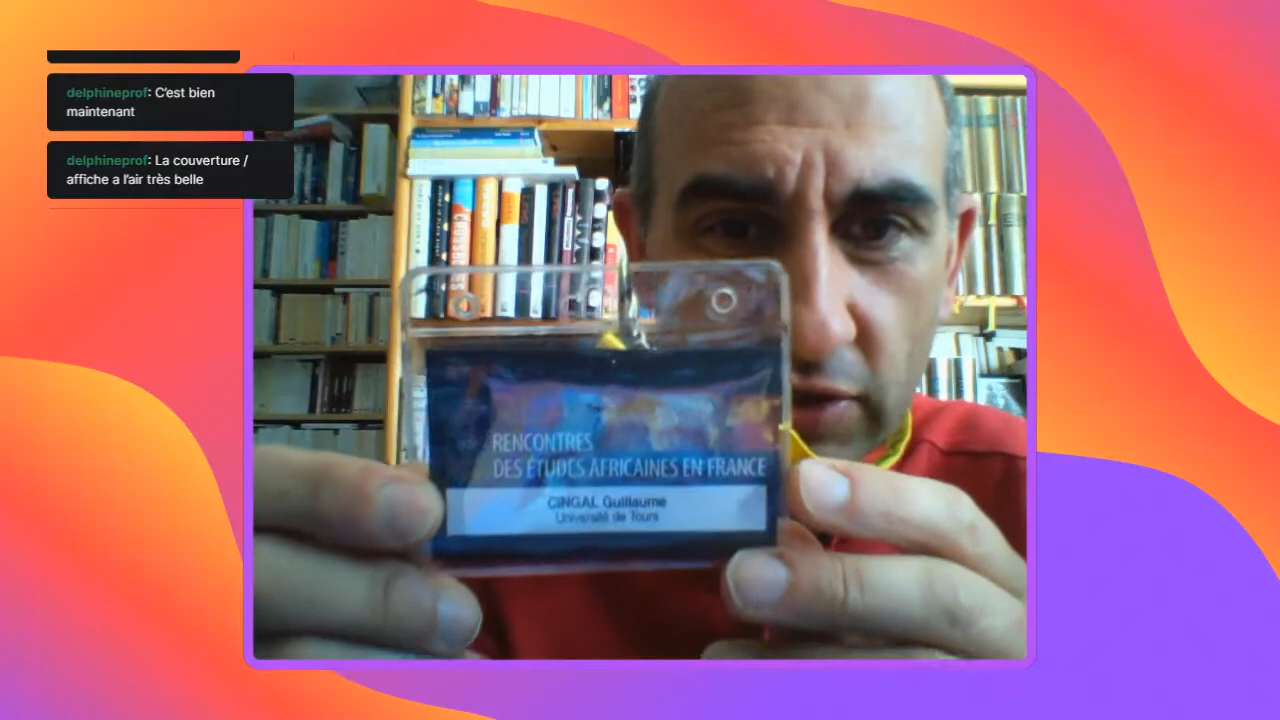 delphineprof: C'est bien
maintenant
delphineprof: La couverture /
affiche a l'air très belle
RENCONTRES
DES ÉTUDES AFRICAINES EN FRANCE
CINGAL Guillaume
Université de Tours